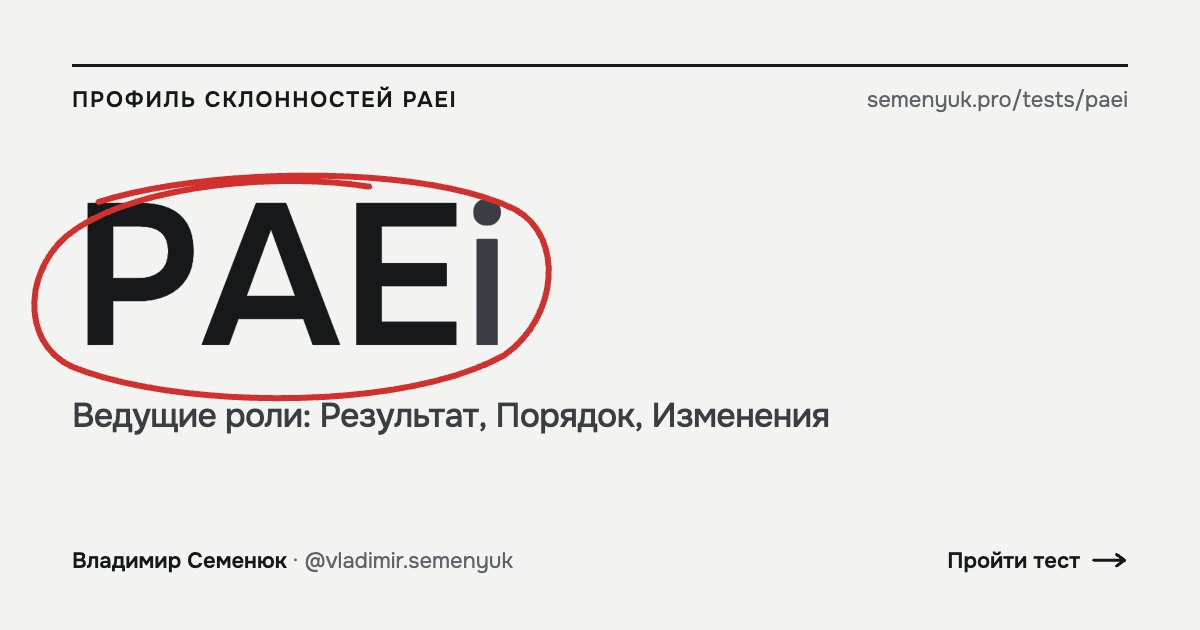 ПРОФИЛЬ СКЛОННОСТЕЙ PAEI
semenyuk.pro/tests/paei
PAEi
Ведущие роли: Результат, Порядок, Изменения
Владимир Семенюк · @vladimir.semenyuk
Пройти тест →